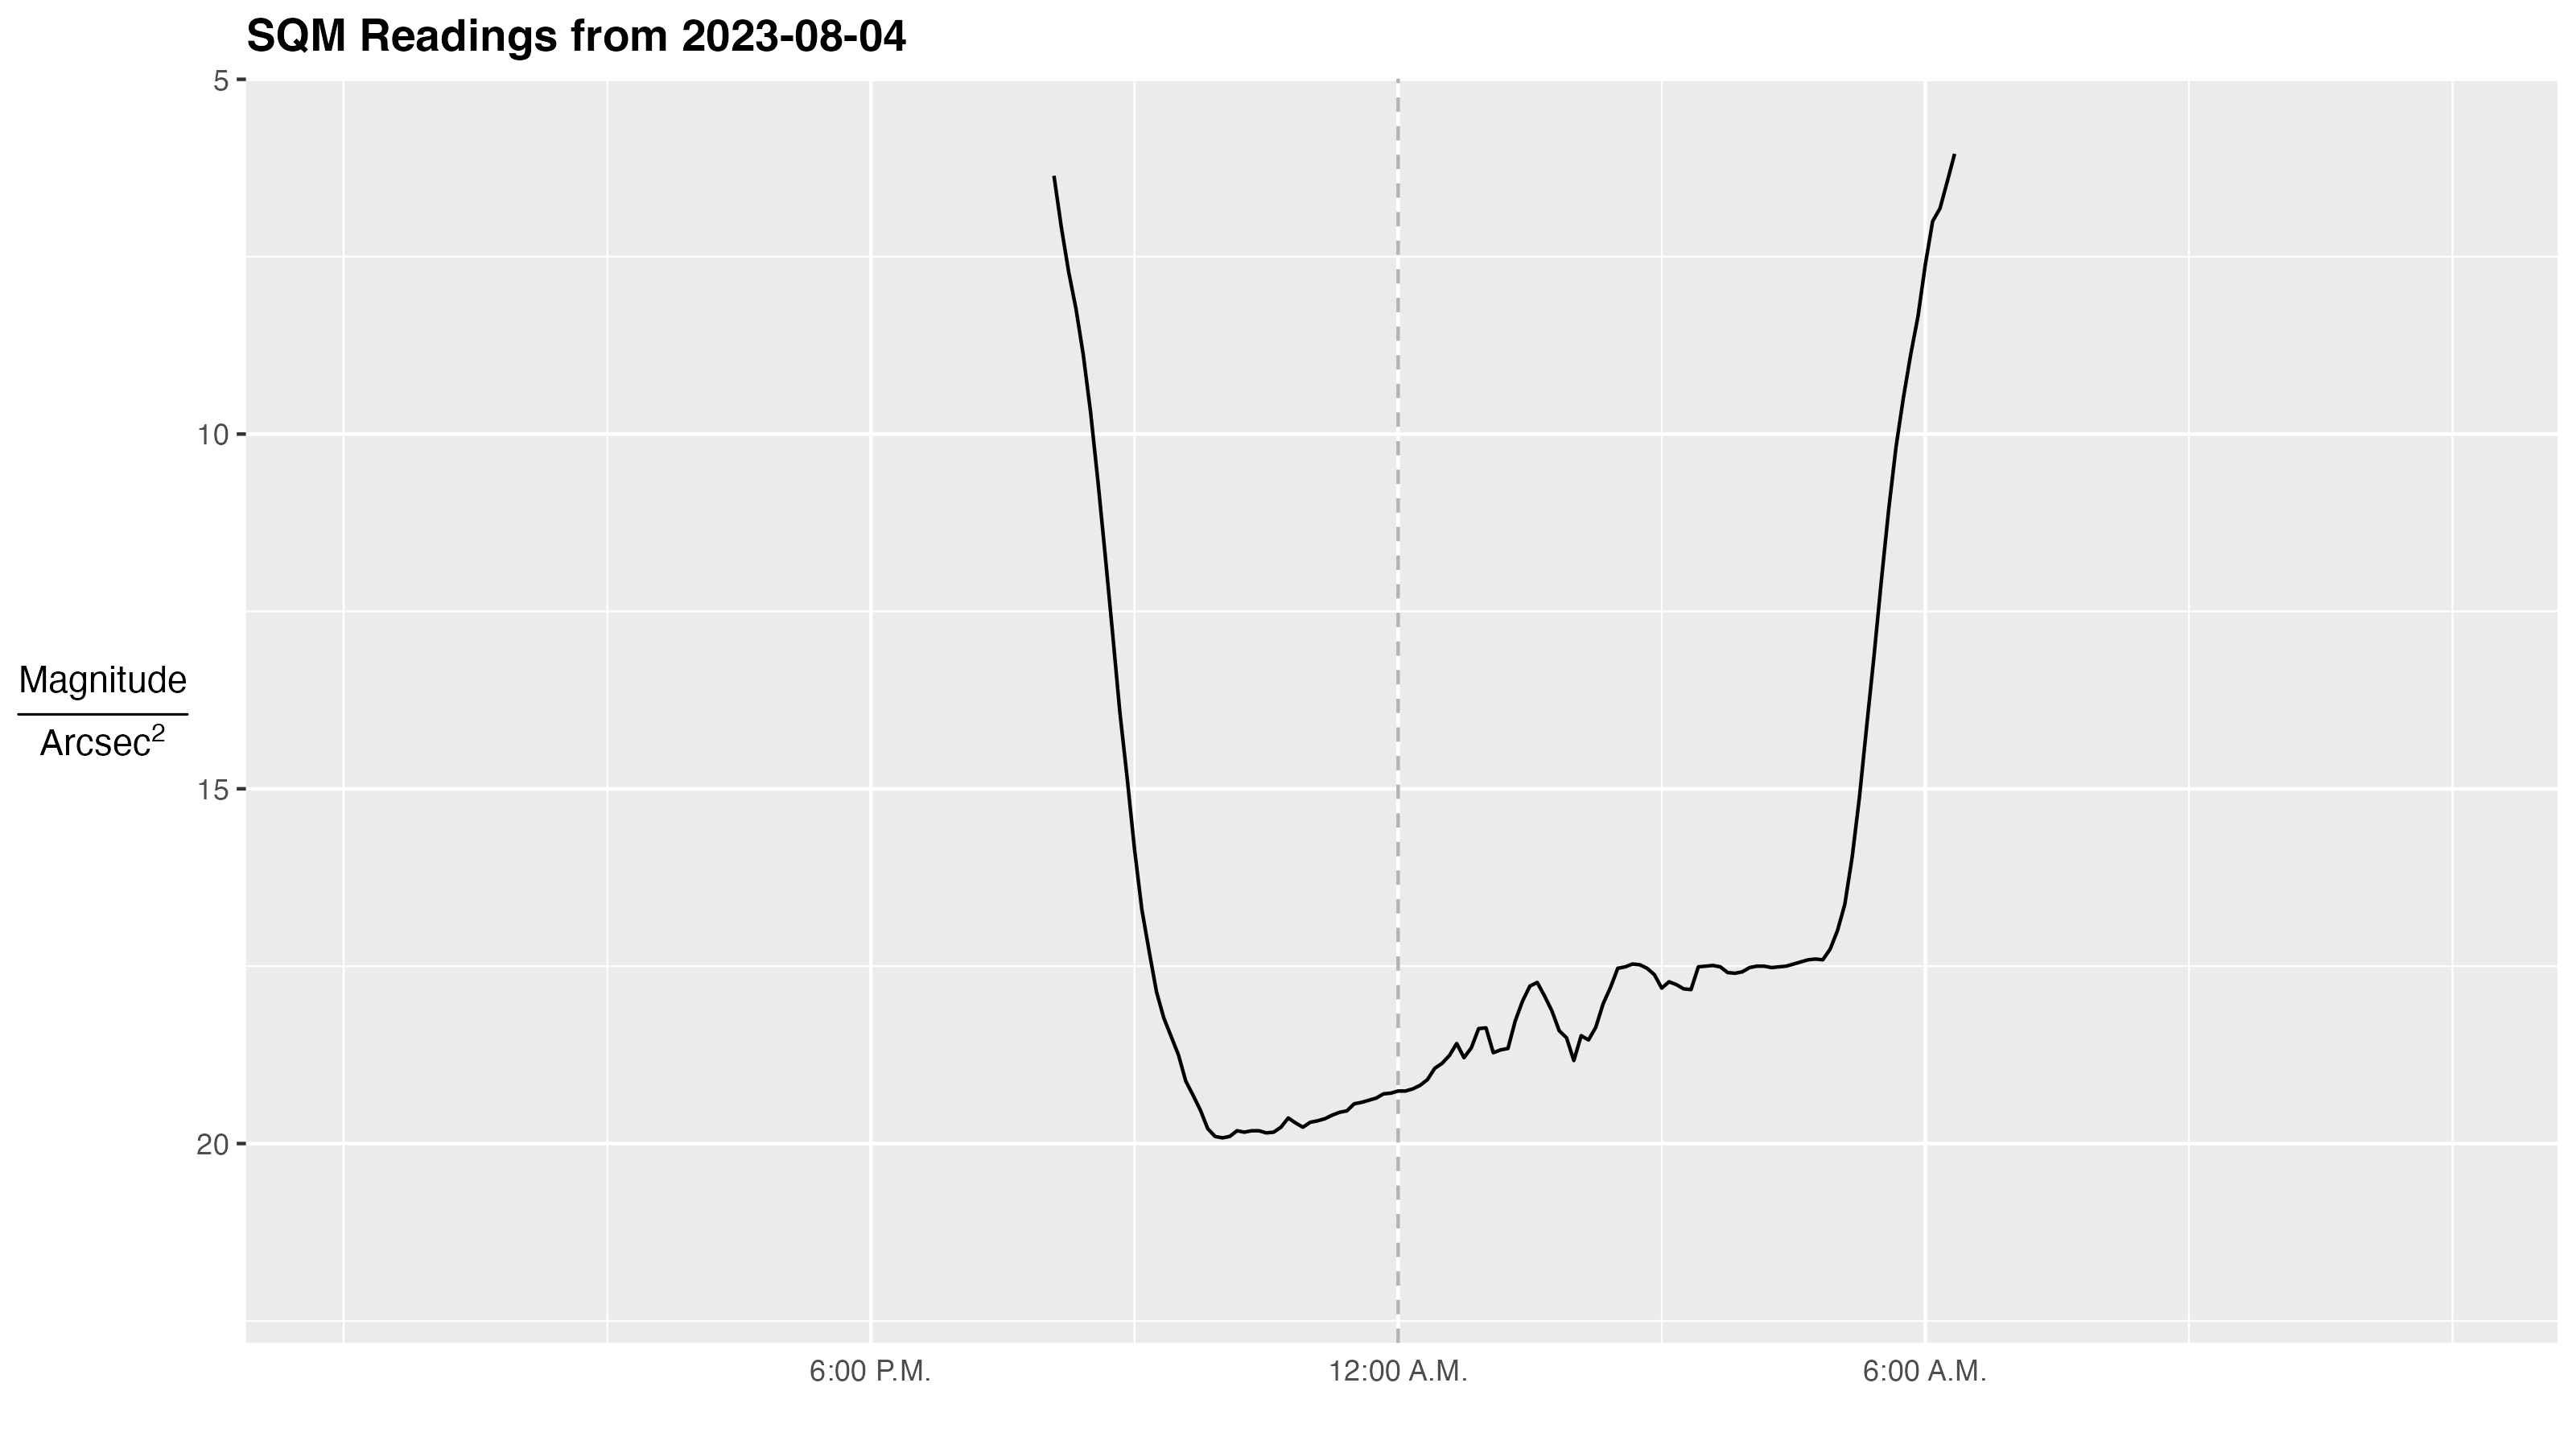 SQM Readings from 2023-08-04
5
10
15
20
Magnitude
Arcsec²
6:00 P.M.
12:00 A.M.
6:00 A.M.